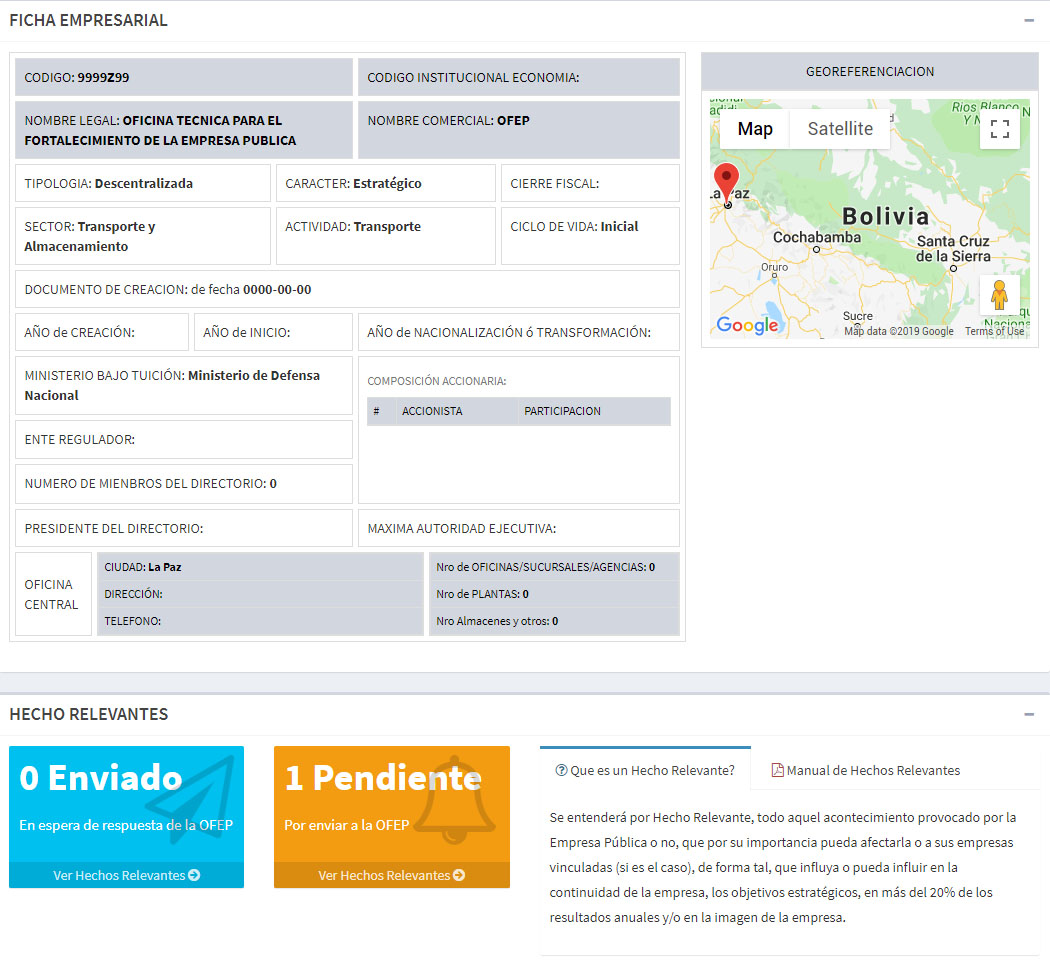 FICHA EMPRESARIAL
CODIGO: 9999Z99
CODIGO INSTITUCIONAL ECONOMIA:
NOMBRE LEGAL: OFICINA TECNICA PARA EL
FORTALECIMIENTO DE LA EMPRESA PUBLICA
NOMBRE COMERCIAL: OFEP
TIPOLOGIA: Descentralizada
CARACTER: Estratégico
CIERRE FISCAL:
SECTOR: Transporte y
Almacenamiento
ACTIVIDAD: Transporte
CICLO DE VIDA: Inicial
DOCUMENTO DE CREACION: de fecha 0000-00-00
AÑO de CREACIÓN:
AÑO de INICIO:
AÑO de NACIONALIZACIÓN ó TRANSFORMACIÓN:
MINISTERIO BAJO TUICIÓN: Ministerio de Defensa
Nacional
COMPOSICIÓN ACCIONARIA:
# ACCIONISTA PARTICIPACION
ENTE REGULADOR:
NUMERO DE MIENBROS DEL DIRECTORIO: 0
PRESIDENTE DEL DIRECTORIO:
MAXIMA AUTORIDAD EJECUTIVA:
OFICINA
CENTRAL
CIUDAD: La Paz
DIRECCIÓN:
TELEFONO:
Nro de OFICINAS/SUCURSALES/AGENCIAS: 0
Nro de PLANTAS: 0
Nro Almacenes y otros: 0
GEOREFERENCIACION
Rios Blanco
Map
Satellite
La Paz
Bolivia
Cochabamba
Santa Cruz
de la Sierra
Oruro
Sucre
Google
Map data ©2019 Google
Terms of Use
HECHO RELEVANTES
0 Enviado
En espera de respuesta de la OFEP
Ver Hechos Relevantes
1 Pendiente
Por enviar a la OFEP
Ver Hechos Relevantes
Que es un Hecho Relevante?
Manual de Hechos Relevantes
Se entenderá por Hecho Relevante, todo aquel acontecimiento provocado por la
Empresa Pública o no, que por su importancia pueda afectarla o a sus empresas
vinculadas (si es el caso), de forma tal, que influya o pueda influir en la
continuidad de la empresa, los objetivos estratégicos, en más del 20% de los
resultados anuales y/o en la imagen de la empresa.